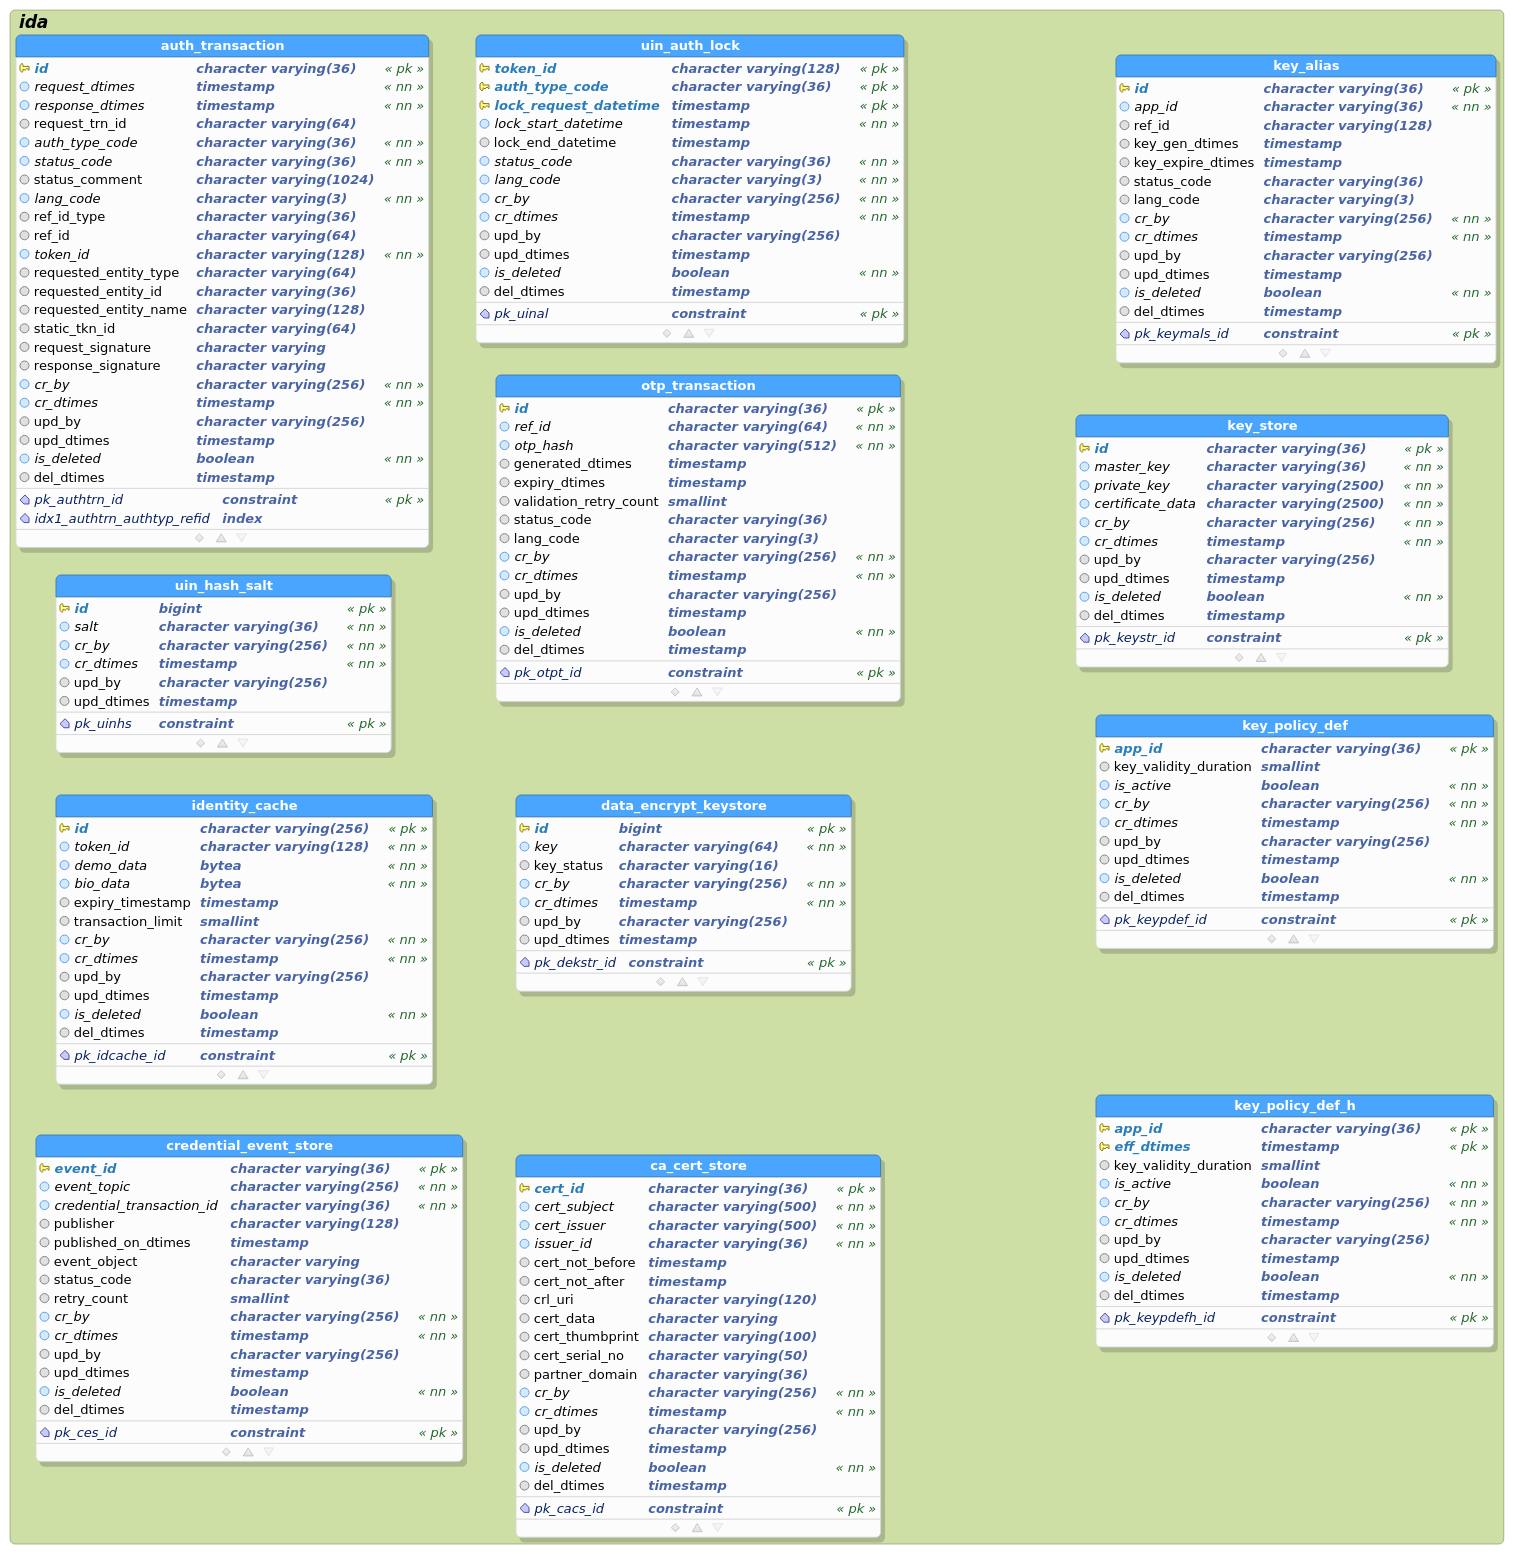 ida
auth_transaction
id character varying(36) « pk »
request_dtimes timestamp « nn »
response_dtimes timestamp « nn »
request_trn_id character varying(64)
auth_type_code character varying(36) « nn »
status_code character varying(36) « nn »
status_comment character varying(1024)
lang_code character varying(3) « nn »
ref_id_type character varying(36)
ref_id character varying(64)
token_id character varying(128) « nn »
requested_entity_type character varying(64)
requested_entity_id character varying(36)
requested_entity_name character varying(128)
static_tkn_id character varying(64)
request_signature character varying
response_signature character varying
cr_by character varying(256) « nn »
cr_dtimes timestamp « nn »
upd_by character varying(256)
upd_dtimes timestamp
is_deleted boolean « nn »
del_dtimes timestamp
pk_authtrn_id constraint « pk »
idx1_authtrn_authtyp_refid index
uin_auth_lock
token_id character varying(128) « pk »
auth_type_code character varying(36) « pk »
lock_request_datetime timestamp « pk »
lock_start_datetime timestamp « nn »
lock_end_datetime timestamp
status_code character varying(36) « nn »
lang_code character varying(3) « nn »
cr_by character varying(256) « nn »
cr_dtimes timestamp « nn »
upd_by character varying(256)
upd_dtimes timestamp
is_deleted boolean « nn »
del_dtimes timestamp
pk_uinal constraint « pk »
key_alias
id character varying(36) « pk »
app_id character varying(36) « nn »
ref_id character varying(128)
key_gen_dtimes timestamp
key_expire_dtimes timestamp
status_code character varying(36)
lang_code character varying(3)
cr_by character varying(256) « nn »
cr_dtimes timestamp « nn »
upd_by character varying(256)
upd_dtimes timestamp
is_deleted boolean « nn »
del_dtimes timestamp
pk_keymals_id constraint « pk »
otp_transaction
id character varying(36) « pk »
ref_id character varying(64) « nn »
otp_hash character varying(512) « nn »
generated_dtimes timestamp
expiry_dtimes timestamp
validation_retry_count smallint
status_code character varying(36)
lang_code character varying(3)
cr_by character varying(256) « nn »
cr_dtimes timestamp « nn »
upd_by character varying(256)
upd_dtimes timestamp
is_deleted boolean « nn »
del_dtimes timestamp
pk_otpt_id constraint « pk »
key_store
id character varying(36) « pk »
master_key character varying(36) « nn »
private_key character varying(2500) « nn »
certificate_data character varying(2500) « nn »
cr_by character varying(256) « nn »
cr_dtimes timestamp « nn »
upd_by character varying(256)
upd_dtimes timestamp
is_deleted boolean « nn »
del_dtimes timestamp
pk_keystr_id constraint « pk »
uin_hash_salt
id bigint « pk »
salt character varying(36) « nn »
cr_by character varying(256) « nn »
cr_dtimes timestamp « nn »
upd_by character varying(256)
upd_dtimes timestamp
pk_uinhs constraint « pk »
key_policy_def
app_id character varying(36) « pk »
key_validity_duration smallint
is_active boolean « nn »
cr_by character varying(256) « nn »
cr_dtimes timestamp « nn »
upd_by character varying(256)
upd_dtimes timestamp
is_deleted boolean « nn »
del_dtimes timestamp
pk_keypdef_id constraint « pk »
identity_cache
id character varying(256) « pk »
token_id character varying(128) « nn »
demo_data bytea « nn »
bio_data bytea « nn »
expiry_timestamp timestamp
transaction_limit smallint
cr_by character varying(256) « nn »
cr_dtimes timestamp « nn »
upd_by character varying(256)
upd_dtimes timestamp
is_deleted boolean « nn »
del_dtimes timestamp
pk_idcache_id constraint « pk »
data_encrypt_keystore
id bigint « pk »
key character varying(64) « nn »
key_status character varying(16)
cr_by character varying(256) « nn »
cr_dtimes timestamp « nn »
upd_by character varying(256)
upd_dtimes timestamp
pk_dekstr_id constraint « pk »
key_policy_def_h
app_id character varying(36) « pk »
eff_dtimes timestamp « pk »
key_validity_duration smallint
is_active boolean « nn »
cr_by character varying(256) « nn »
cr_dtimes timestamp « nn »
upd_by character varying(256)
upd_dtimes timestamp
is_deleted boolean « nn »
del_dtimes timestamp
pk_keypdefh_id constraint « pk »
credential_event_store
event_id character varying(36) « pk »
event_topic character varying(256) « nn »
credential_transaction_id character varying(36) « nn »
publisher character varying(128)
published_on_dtimes timestamp
event_object character varying
status_code character varying(36)
retry_count smallint
cr_by character varying(256) « nn »
cr_dtimes timestamp « nn »
upd_by character varying(256)
upd_dtimes timestamp
is_deleted boolean « nn »
del_dtimes timestamp
pk_ces_id constraint « pk »
ca_cert_store
cert_id character varying(36) « pk »
cert_subject character varying(500) « nn »
cert_issuer character varying(500) « nn »
issuer_id character varying(36) « nn »
cert_not_before timestamp
cert_not_after timestamp
crl_uri character varying(120)
cert_data character varying
cert_thumbprint character varying(100)
cert_serial_no character varying(50)
partner_domain character varying(36)
cr_by character varying(256) « nn »
cr_dtimes timestamp « nn »
upd_by character varying(256)
upd_dtimes timestamp
is_deleted boolean « nn »
del_dtimes timestamp
pk_cacs_id constraint « pk »